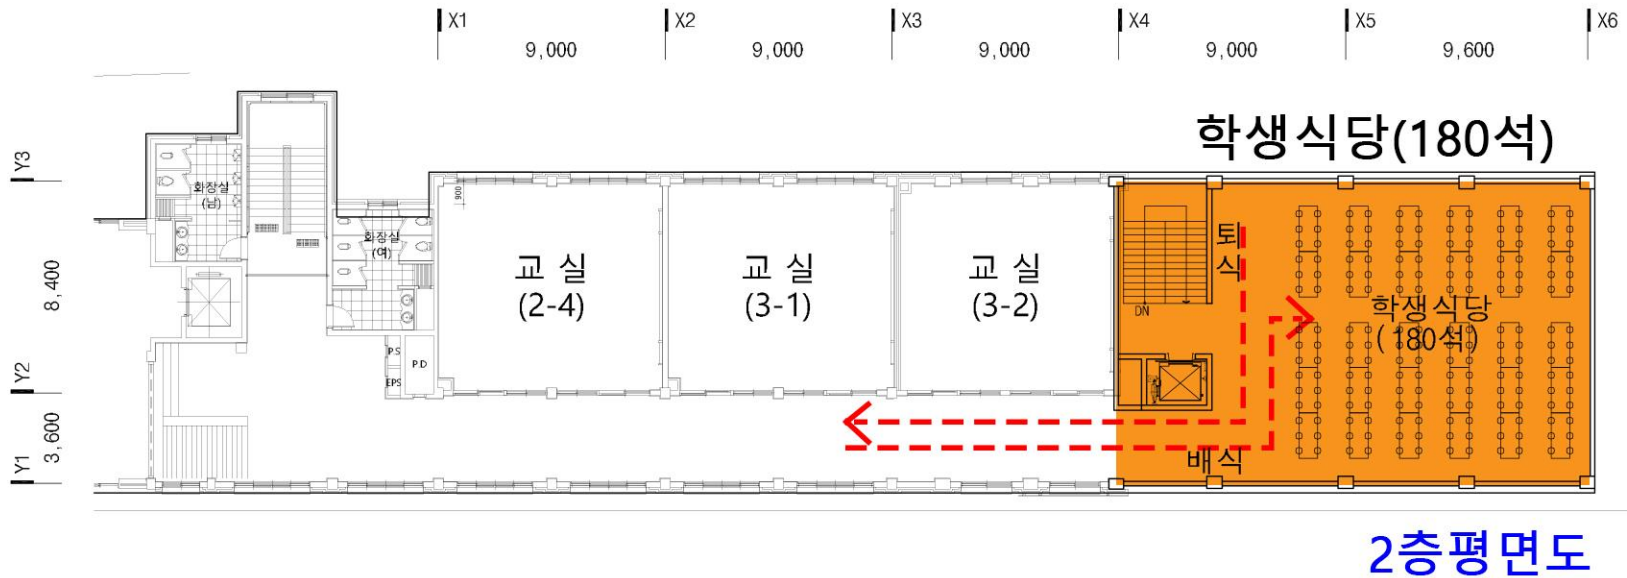 X1 X2 X3 X4 X5 X6
9,000 9,000 9,000 9,000 9,600
학생식당(180석)
Y3
8,400
Y2
3,600
Y1
화장실
(남)
화장실
(여)
900
PS
PD
EPS
교 실
(2-4)
교 실
(3-1)
교 실
(3-2)
퇴
식
DN
학생식당
(180석)
배식
2층평면도